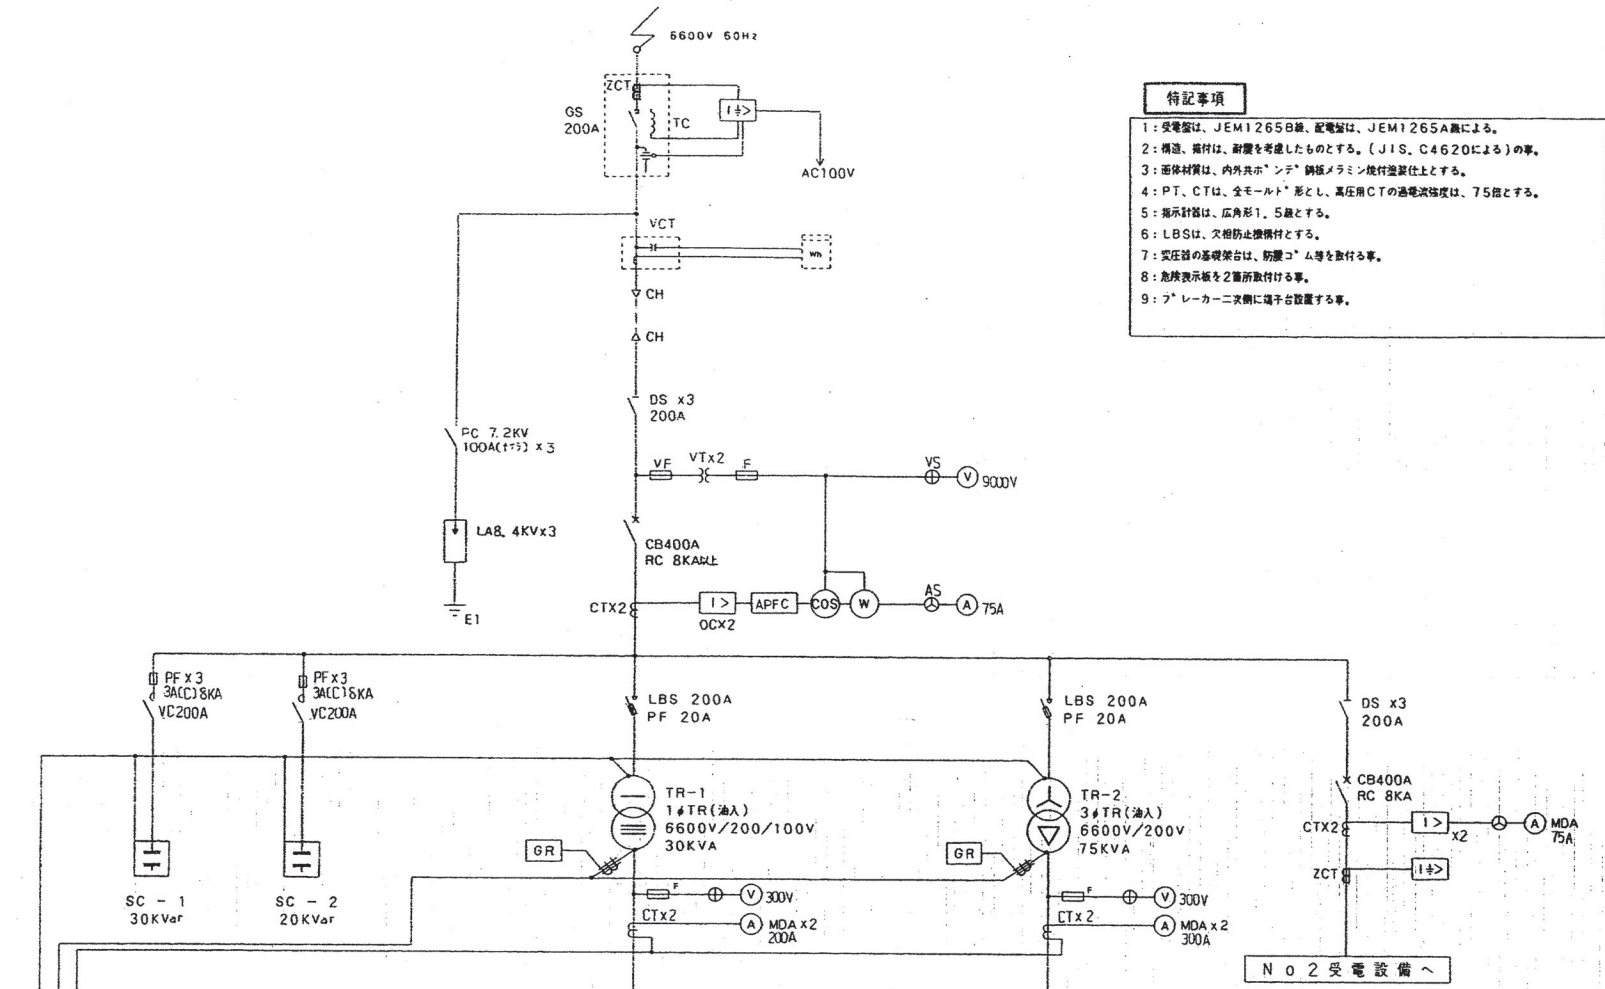 6600V 60Hz
ZCT
GS
200A
I⏚>
TC
AC100V
特記事項
1:受電盤は、JEM1265B級、配電盤は、JEM1265A級による。
2:構造、据付は、耐震を考慮したものとする。(JIS. C4620による)の事。
3:函体材質は、内外共ボンデ鋼板メラミン焼付塗装仕上とする。
4:PT、CTは、全モールド形とし、高圧用CTの過電流強度は、75倍とする。
5:指示計器は、広角形1.5級とする。
6:LBSは、欠相防止機構付とする。
7:変圧器の基礎架台は、防震ゴム等を取付る事。
8:危険表示板を2箇所取付ける事。
9:ブレーカー二次側に端子台設置する事。
VCT
Wh
CH
CH
DS x3
200A
PC 7.2KV
100A x3
VF
VTx2
F
VS
V
9000V
LA8.4KVx3
CB400A
RC 8KA以上
E1
CTX2
I>
OCx2
APFC
COS
W
AS
A
75A
PFx3
3A(C)8KA
VC200A
PFx3
3A(C)8KA
VC200A
LBS 200A
PF 20A
LBS 200A
PF 20A
DS x3
200A
TR-1
1φTR(油入)
6600V/200/100V
30KVA
TR-2
3φTR(油入)
6600V/200V
75KVA
CB400A
RC 8KA
CTX2
I>
x2
A
MDA
75A
GR
GR
ZCT
I⏚>
SC - 1
30KVar
SC - 2
20KVar
F
V
300V
F
V
300V
CTx2
A
MDA x2
200A
CTx2
A
MDA x2
300A
No2受電設備へ